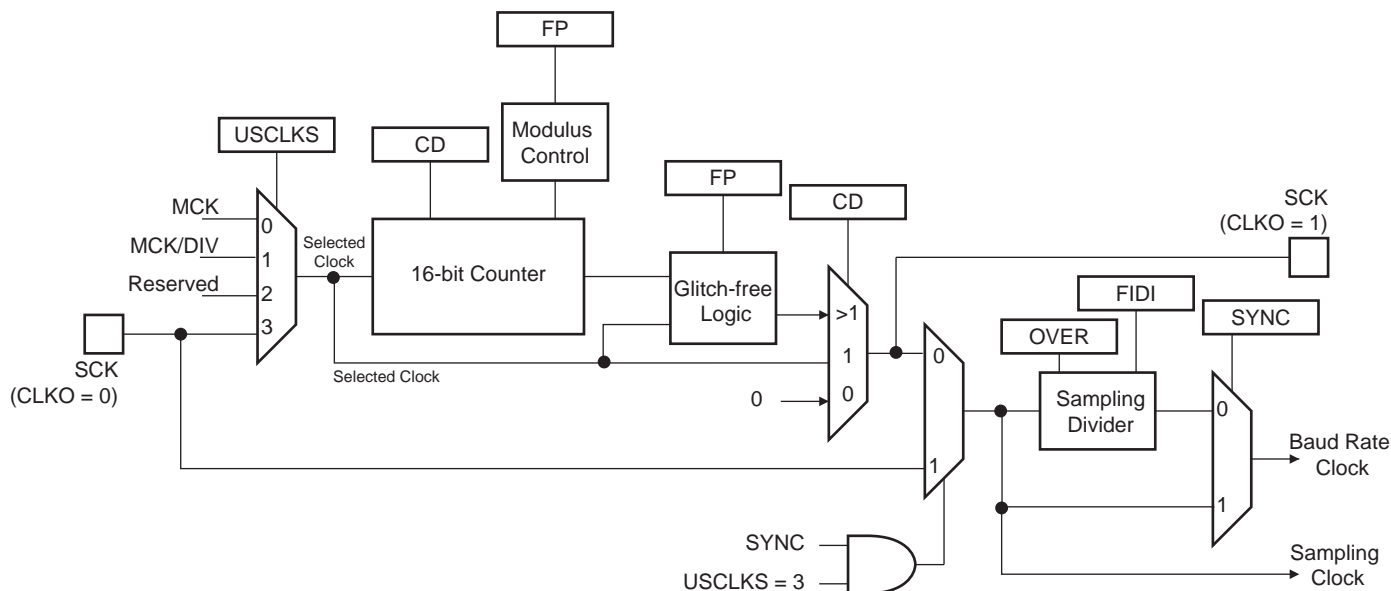 FP
USCLKS
CD
Modulus
Control
FP
CD
SCK
(CLKO = 1)
MCK
MCK/DIV
Reserved
0
1
2
3
Selected
Clock
16-bit Counter
Glitch-free
Logic
>1
1
0
0
FIDI
OVER
SYNC
SCK
(CLKO = 0)
Selected Clock
0
1
Sampling
Divider
0
1
Baud Rate
Clock
SYNC
USCLKS = 3
Sampling
Clock